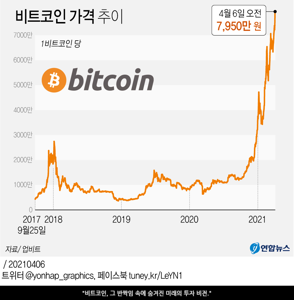 비트코인 가격 추이
4월 6일 오전
7,950만 원
1비트코인 당
bitcoin
7000만
6000만
5000만
4000만
3000만
2000만
1000만
0
2017 2018 2019 2020 2021
9월25일
연합뉴스
자료/ 업비트
/ 20210406
트위터 @yonhap_graphics, 페이스북 tuney.kr/LeYN1
"비트코인, 그 반짝임 속에 숨겨진 미래의 투자 비전."